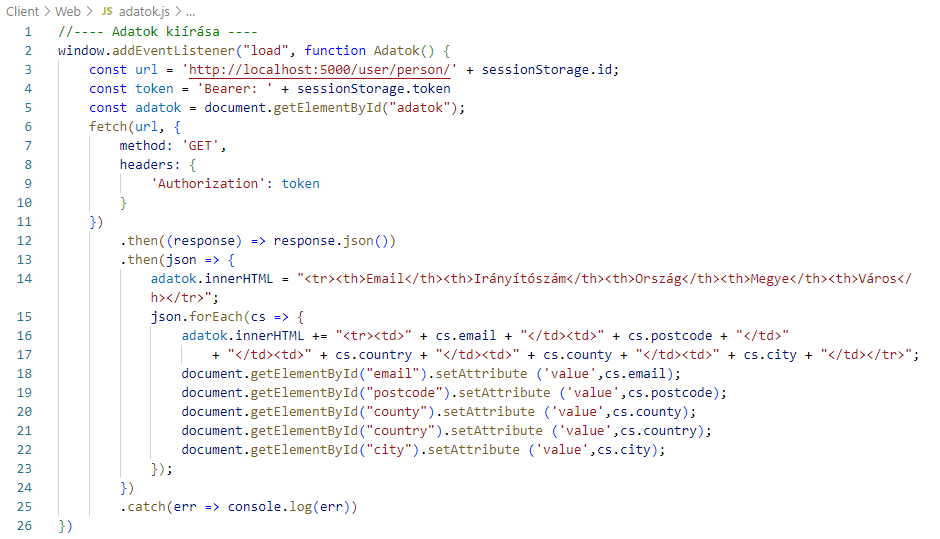 Client > Web > JS adatok.js > ...
1 //---- Adatok kiírása ----
2 window.addEventListener("load", function Adatok() {
3     const url = 'http://localhost:5000/user/person/' + sessionStorage.id;
4     const token = 'Bearer: ' + sessionStorage.token
5     const adatok = document.getElementById("adatok");
6     fetch(url, {
7         method: 'GET',
8         headers: {
9             'Authorization': token
10         }
11     })
12         .then((response) => response.json())
13         .then(json => {
14             adatok.innerHTML = "<tr><th>Email</th><th>Irányítószám</th><th>Ország</th><th>Megye</th><th>Város</
h></tr>";
15             json.forEach(cs => {
16                 adatok.innerHTML += "<tr><td>" + cs.email + "</td><td>" + cs.postcode + "</td>"
17                     + "</td><td>" + cs.country + "</td><td>" + cs.county + "</td><td>" + cs.city + "</td></tr>";
18                 document.getElementById("email").setAttribute ('value',cs.email);
19                 document.getElementById("postcode").setAttribute ('value',cs.postcode);
20                 document.getElementById("county").setAttribute ('value',cs.county);
21                 document.getElementById("country").setAttribute ('value',cs.country);
22                 document.getElementById("city").setAttribute ('value',cs.city);
23             });
24         })
25         .catch(err => console.log(err))
26 })